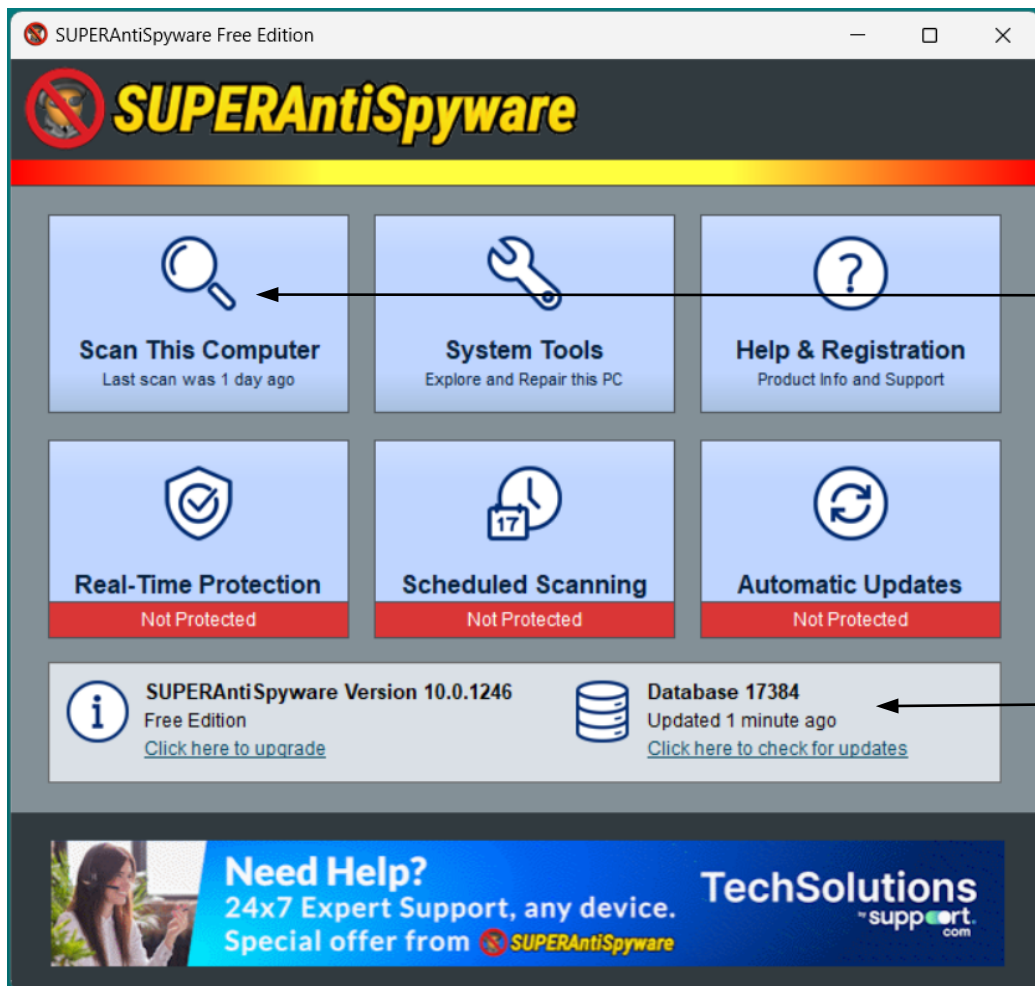 SUPERAntiSpyware Free Edition
SUPERAntiSpyware
Scan This Computer
Last scan was 1 day ago
System Tools
Explore and Repair this PC
Help & Registration
Product Info and Support
Real-Time Protection
Not Protected
17
Scheduled Scanning
Not Protected
Automatic Updates
Not Protected
SUPERAntiSpyware Version 10.0.1246
Free Edition
Click here to upgrade
Database 17384
Updated 1 minute ago
Click here to check for updates
Need Help?
24x7 Expert Support, any device.
Special offer from SUPERAntiSpyware
TechSolutions
by support.
com